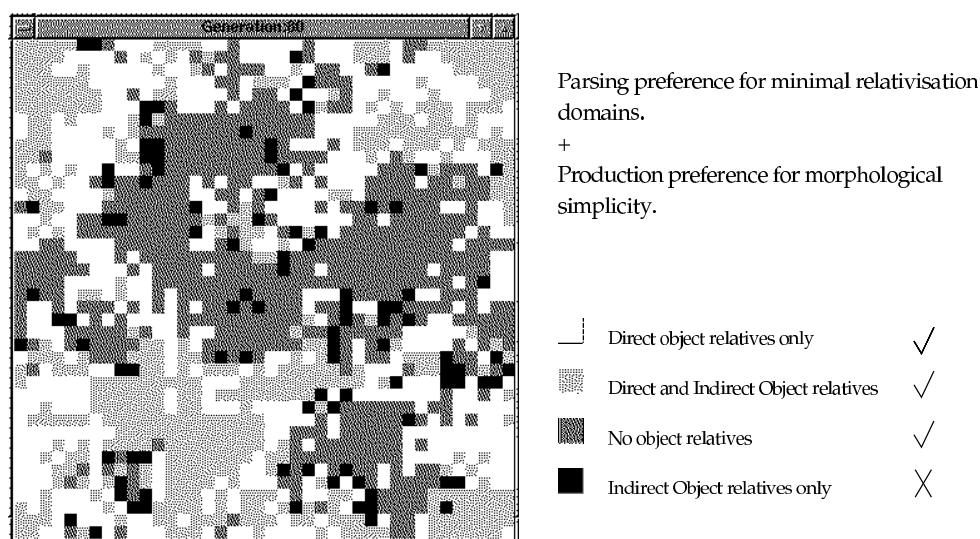 Generation:60
Parsing preference for minimal relativisation
domains.
+
Production preference for morphological
simplicity.
Direct object relatives only
Direct and Indirect Object relatives
No object relatives
Indirect Object relatives only